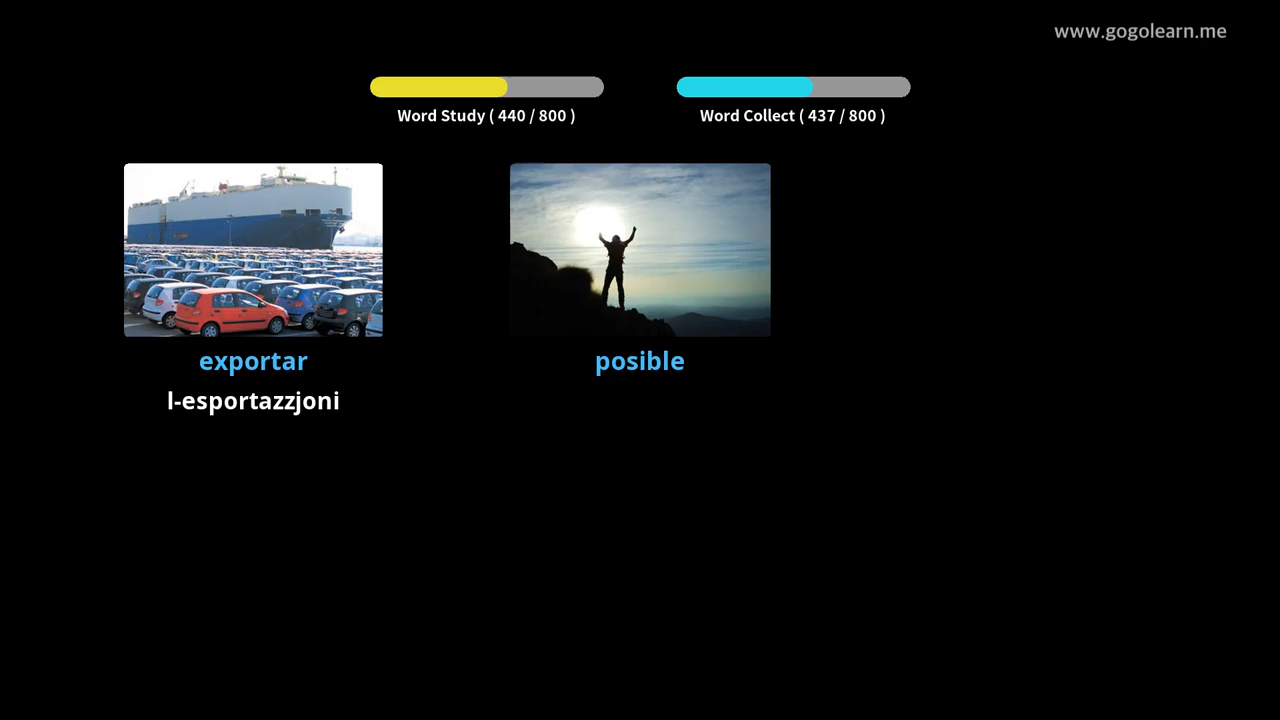 www.gogolearn.me
Word Study ( 440 / 800 )
Word Collect ( 437 / 800 )
exportar
posible
l-esportazzjoni